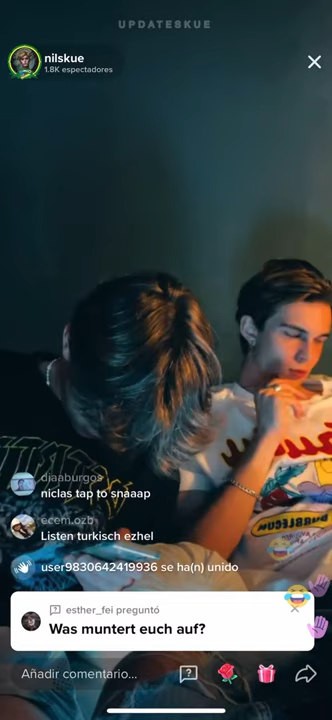 UPDATESKUE
nilskue
1.8K espectadores
djaaburgos
niclas tap to snaaap
ecem.ozb
Listen turkisch ezhel
user9830642419936 se ha(n) unido
esther_fei preguntó
Was muntert euch auf?
Añadir comentario...